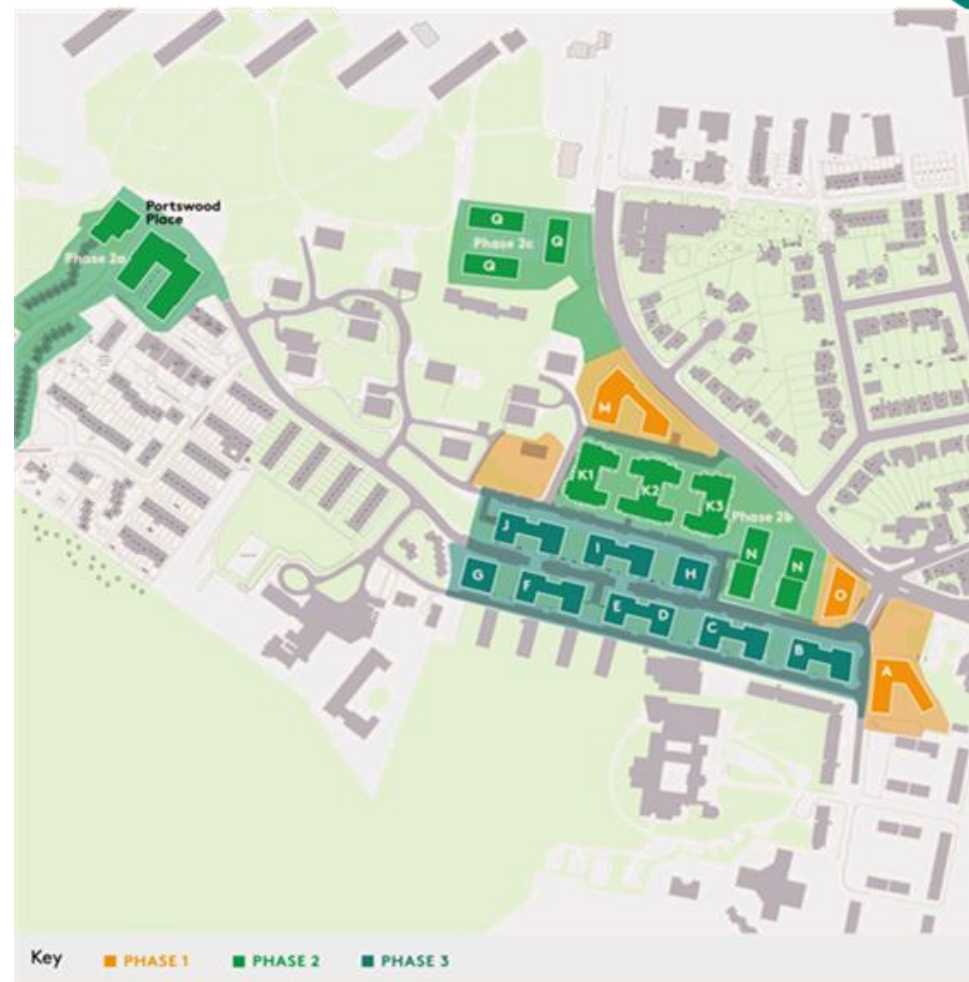 Portswood
Place
Phase 2a
Q
Q
Phase 2c
Q
M
K1
K2
K3
Phase 2b
N
N
O
J
I
H
G
F
E
D
C
B
A
Key
PHASE 1
PHASE 2
PHASE 3